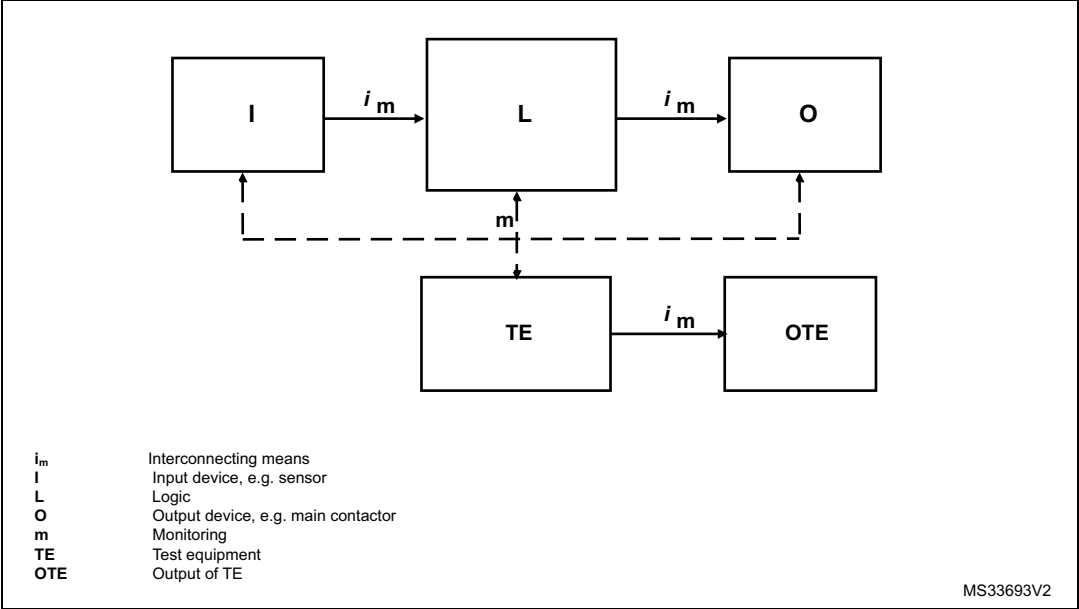 I
i m
L
i m
O
m
TE
i m
OTE
im Interconnecting means
I Input device, e.g. sensor
L Logic
O Output device, e.g. main contactor
m Monitoring
TE Test equipment
OTE Output of TE
MS33693V2